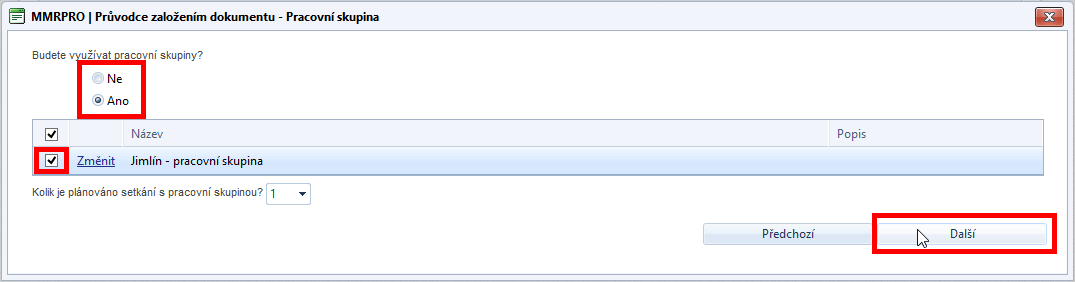 MMRPRO | Průvodce založením dokumentu - Pracovní skupina
Budete využívat pracovní skupiny?
Ne
Ano
Název Popis
Změnit Jimlín - pracovní skupina
Kolik je plánováno setkání s pracovní skupinou? 1
Předchozí Další